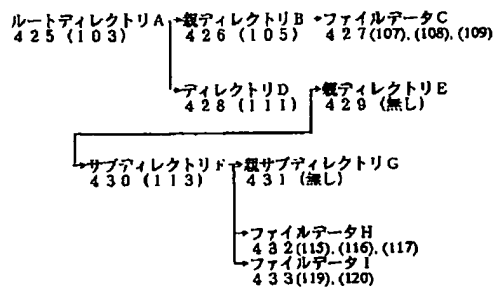 ルートディレクトリA 親ディレクトリB ファイルデータC
425 (103) 426 (105) 427(107), (108), (109)
ディレクトリD 親ディレクトリE
428 (111) 429 (無し)
サブディレクトリF 親サブディレクトリG
430 (113) 431 (無し)
ファイルデータH
432(115), (116), (117)
ファイルデータI
433(119), (120)